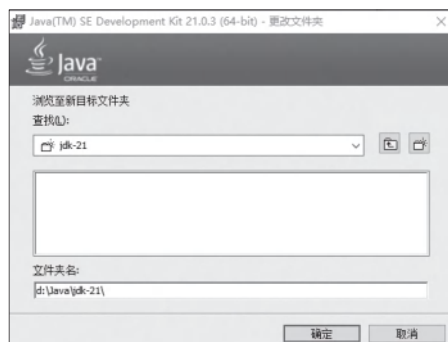 Java(TM) SE Development Kit 21.0.3 (64-bit) - 更改文件夹
Java
ORACLE
浏览至新目标文件夹
查找(L):
jdk-21
文件夹名:
d:\Java\jdk-21\
确定 取消